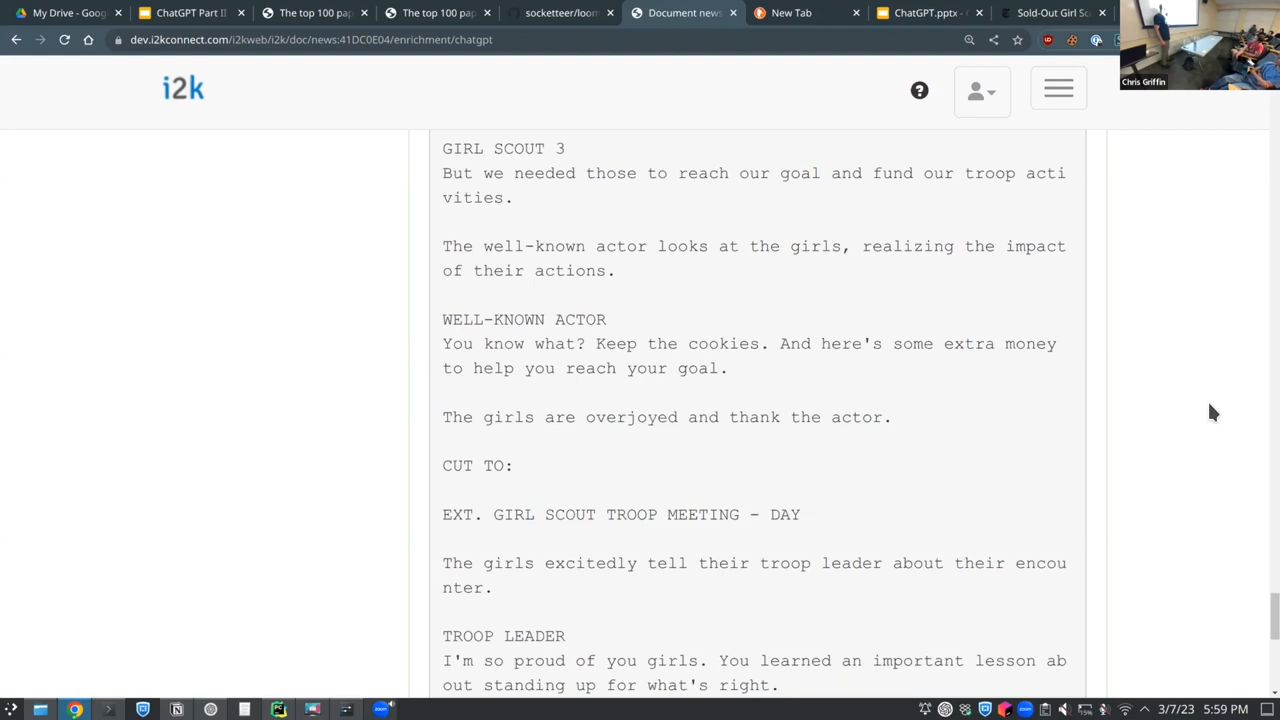 My Drive - Goog
ChatGPT Part II
The top 100 pap
The top 100 pap
socketeer/loom
Document news
New Tab
ChatGPT.pptx - G
Sold-Out Girl Sc
dev.i2kconnect.com/i2kweb/i2k/doc/news:41DC0E04/enrichment/chatgpt
Chris Griffin
i2k
GIRL SCOUT 3
But we needed those to reach our goal and fund our troop acti
vities.
The well-known actor looks at the girls, realizing the impact
of their actions.
WELL-KNOWN ACTOR
You know what? Keep the cookies. And here's some extra money
to help you reach your goal.
The girls are overjoyed and thank the actor.
CUT TO:
EXT. GIRL SCOUT TROOP MEETING - DAY
The girls excitedly tell their troop leader about their encou
nter.
TROOP LEADER
I'm so proud of you girls. You learned an important lesson ab
out standing up for what's right.
15%
3/7/23
5:59 PM